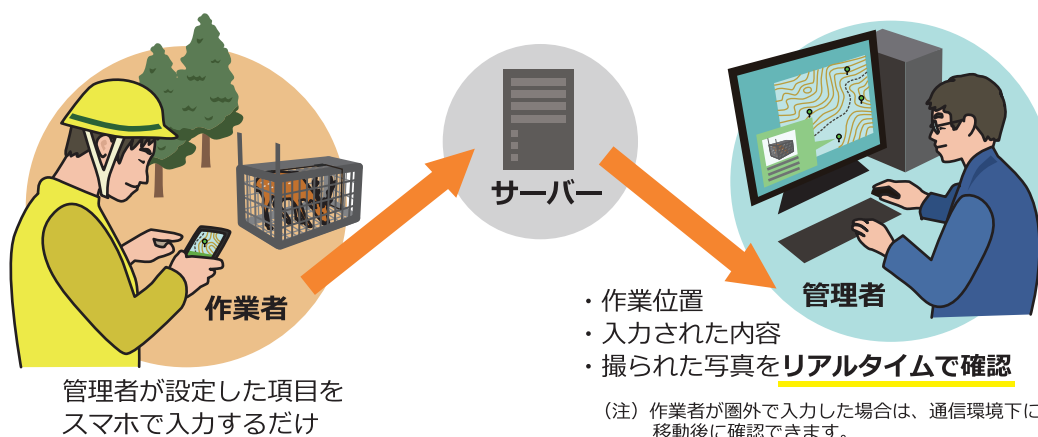 作業者
管理者が設定した項目を
スマホで入力するだけ
サーバー
管理者
・作業位置
・入力された内容
・撮られた写真をリアルタイムで確認
（注）作業者が圏外で入力した場合は、通信環境下に
移動後に確認できます。